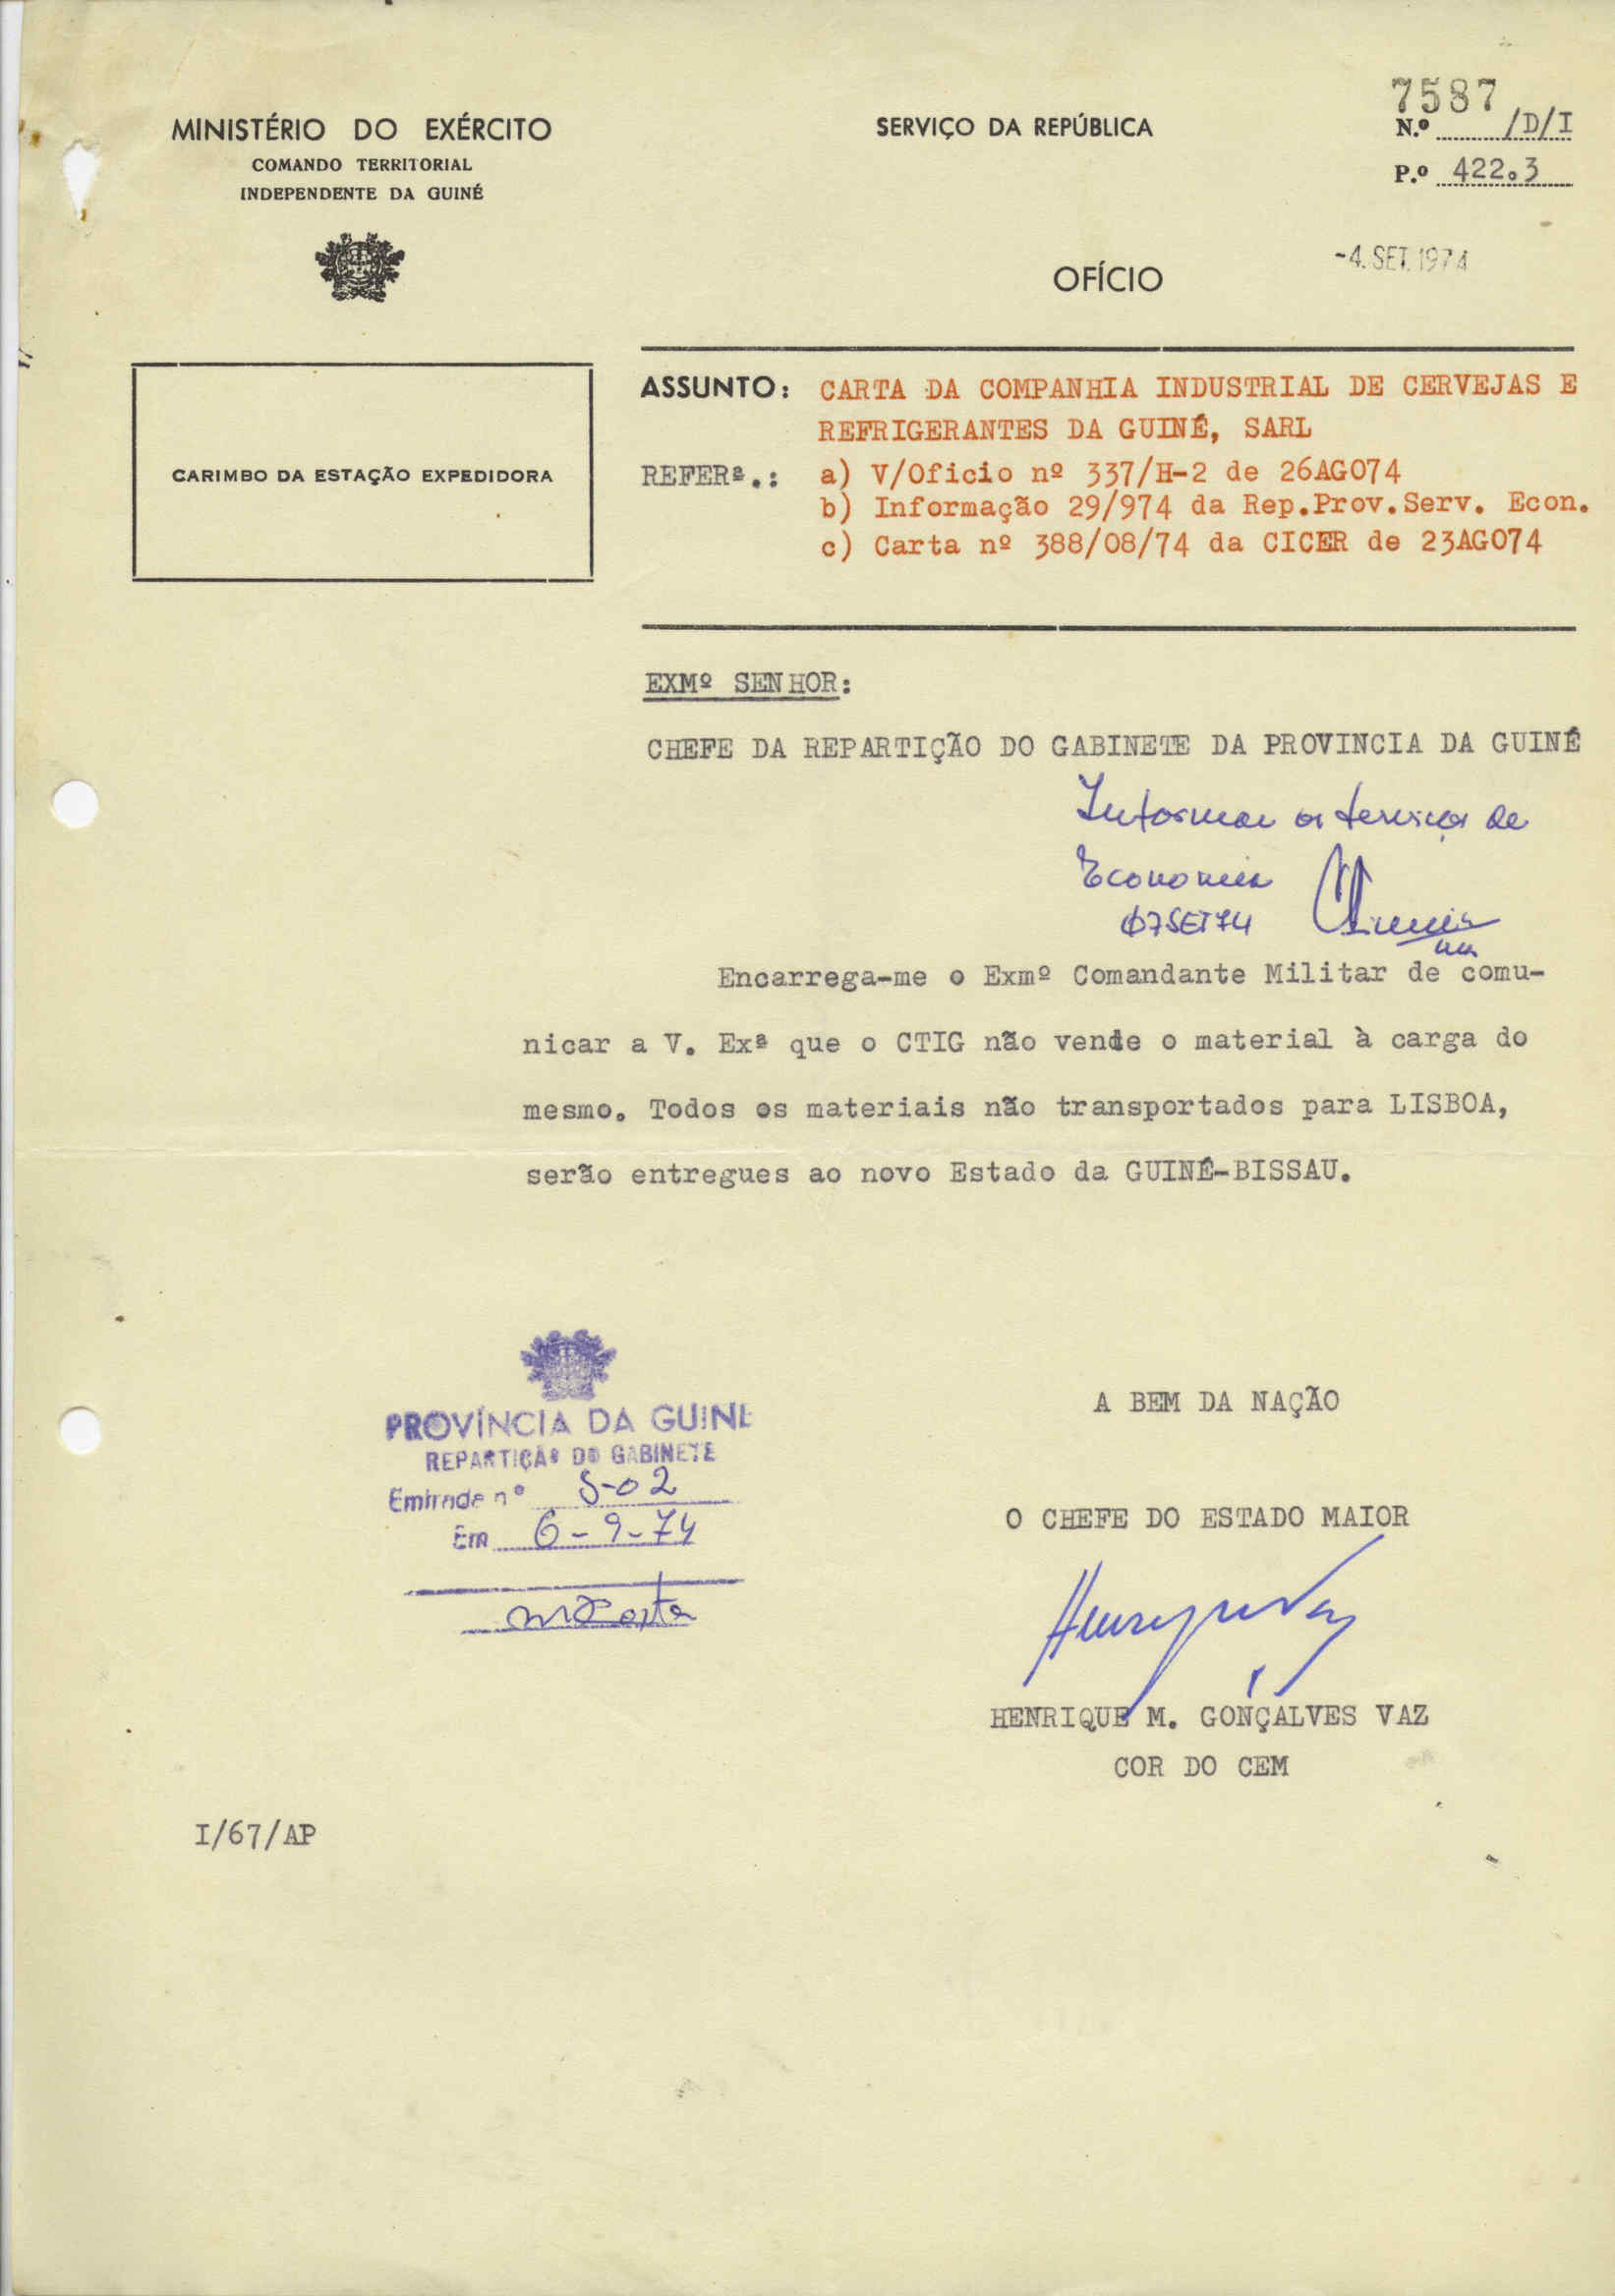 MINISTÉRIO DO EXÉRCITO
COMANDO TERRITORIAL
INDEPENDENTE DA GUINÉ
SERVIÇO DA REPÚBLICA
7587
N.º /D/I
P.º 422.3
OFÍCIO
-4. SET. 1974
CARIMBO DA ESTAÇÃO EXPEDIDORA
ASSUNTO: CARTA DA COMPANHIA INDUSTRIAL DE CERVEJAS E
REFRIGERANTES DA GUINÉ, SARL
REFERª.: a) V/Oficio nº 337/H-2 de 26AGO74
b) Informação 29/974 da Rep.Prov.Serv. Econ.
c) Carta nº 388/08/74 da CICER de 23AGO74
EXMº SENHOR:
CHEFE DA REPARTIÇÃO DO GABINETE DA PROVINCIA DA GUINÉ
Informar os Serviços de
Economia
07SET74
Encarrega-me o Exmº Comandante Militar de comu-
nicar a V. Exª que o CTIG não vende o material à carga do
mesmo. Todos os materiais não transportados para LISBOA,
serão entregues ao novo Estado da GUINÉ-BISSAU.
PROVÍNCIA DA GUINÉ
REPARTIÇÃO DO GABINETE
Entrada nº 502
Em 6-9-74
A BEM DA NAÇÃO
O CHEFE DO ESTADO MAIOR
HENRIQUE M. GONÇALVES VAZ
COR DO CEM
I/67/AP